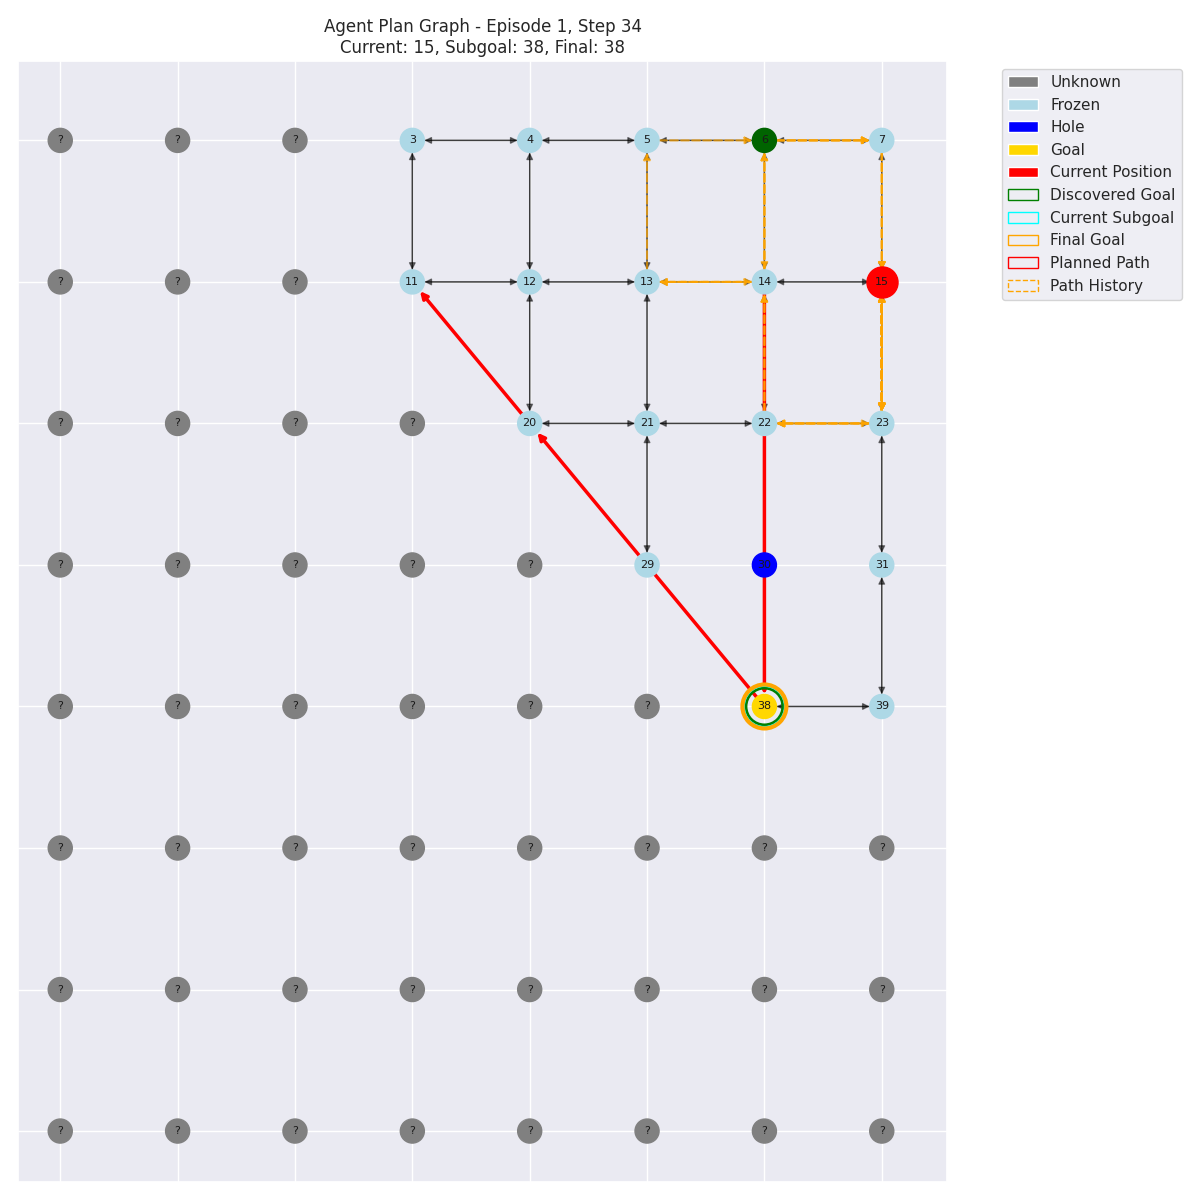 Agent Plan Graph - Episode 1, Step 34
Current: 15, Subgoal: 38, Final: 38
Unknown
Frozen
Hole
Goal
Current Position
Discovered Goal
Current Subgoal
Final Goal
Planned Path
Path History
? ? ? 3 4 5 6 7
? ? ? 11 12 13 14 15
? ? ? ? 20 21 22 23
? ? ? ? ? 29 30 31
? ? ? ? ? ? 38 39
? ? ? ? ? ? ? ?
? ? ? ? ? ? ? ?
? ? ? ? ? ? ? ?